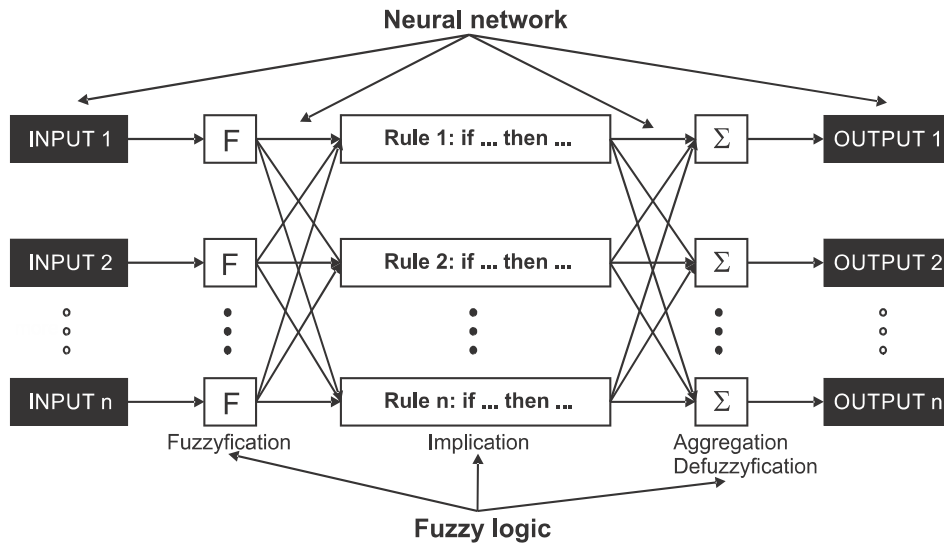 Neural network
INPUT 1
F
Rule 1: if ... then ...
Σ
OUTPUT 1
INPUT 2
F
Rule 2: if ... then ...
Σ
OUTPUT 2
INPUT n
F
Rule n: if ... then ...
Σ
OUTPUT n
Fuzzyfication
Implication
Aggregation
Defuzzyfication
Fuzzy logic